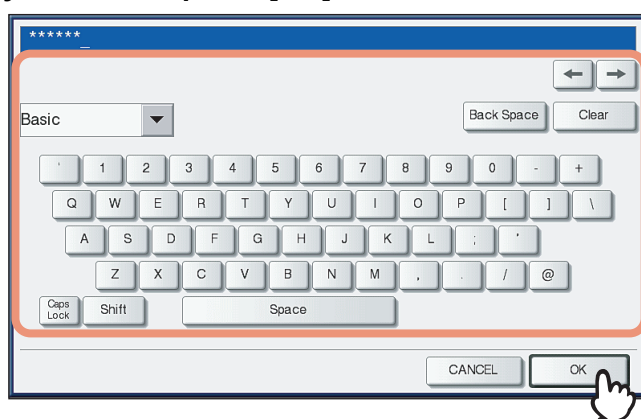 ******_
← →
Basic Back Space Clear
' 1 2 3 4 5 6 7 8 9 0 - +
Q W E R T Y U I O P [ ] \
A S D F G H J K L ; '
Z X C V B N M , . / @
Caps Lock Shift Space
CANCEL OK